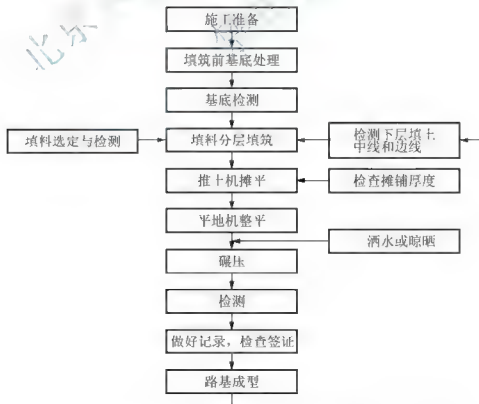 施工准备
填筑前基底处理
基底检测
填料选定与检测
填料分层填筑
检测下层填土
中线和边线
推土机摊平
检查摊铺厚度
平地机整平
洒水或晾晒
碾压
检测
做好记录，检查签证
路基成型